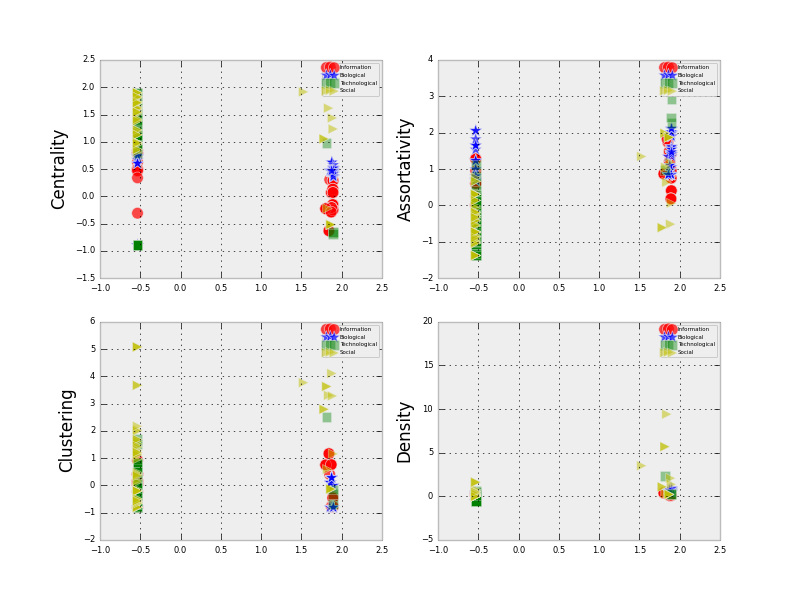 Centrality
2.5
2.0
1.5
1.0
0.5
0.0
−0.5
−1.0
−1.5
−1.0 −0.5 0.0 0.5 1.0 1.5 2.0 2.5
Information
Biological
Technological
Social
Assortativity
4
3
2
1
0
−1
−2
−1.0 −0.5 0.0 0.5 1.0 1.5 2.0 2.5
Information
Biological
Technological
Social
Clustering
6
5
4
3
2
1
0
−1
−2
−1.0 −0.5 0.0 0.5 1.0 1.5 2.0 2.5
Information
Biological
Technological
Social
Density
20
15
10
5
0
−5
−1.0 −0.5 0.0 0.5 1.0 1.5 2.0 2.5
Information
Biological
Technological
Social